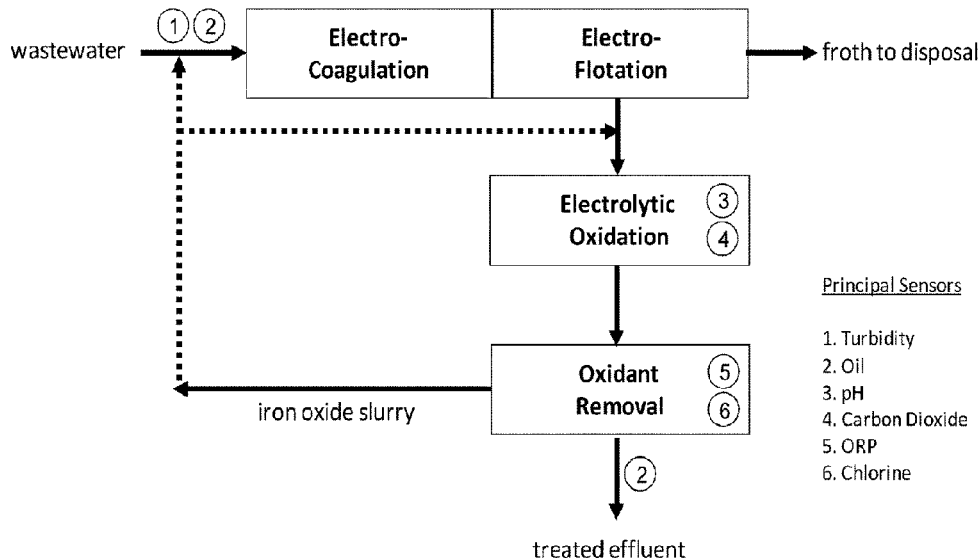 1 2
wastewater
Electro-
Coagulation
Electro-
Flotation
froth to disposal
Electrolytic
Oxidation
3
4
Principal Sensors
1. Turbidity
2. Oil
3. pH
4. Carbon Dioxide
5. ORP
6. Chlorine
Oxidant
Removal
5
6
iron oxide slurry
2
treated effluent